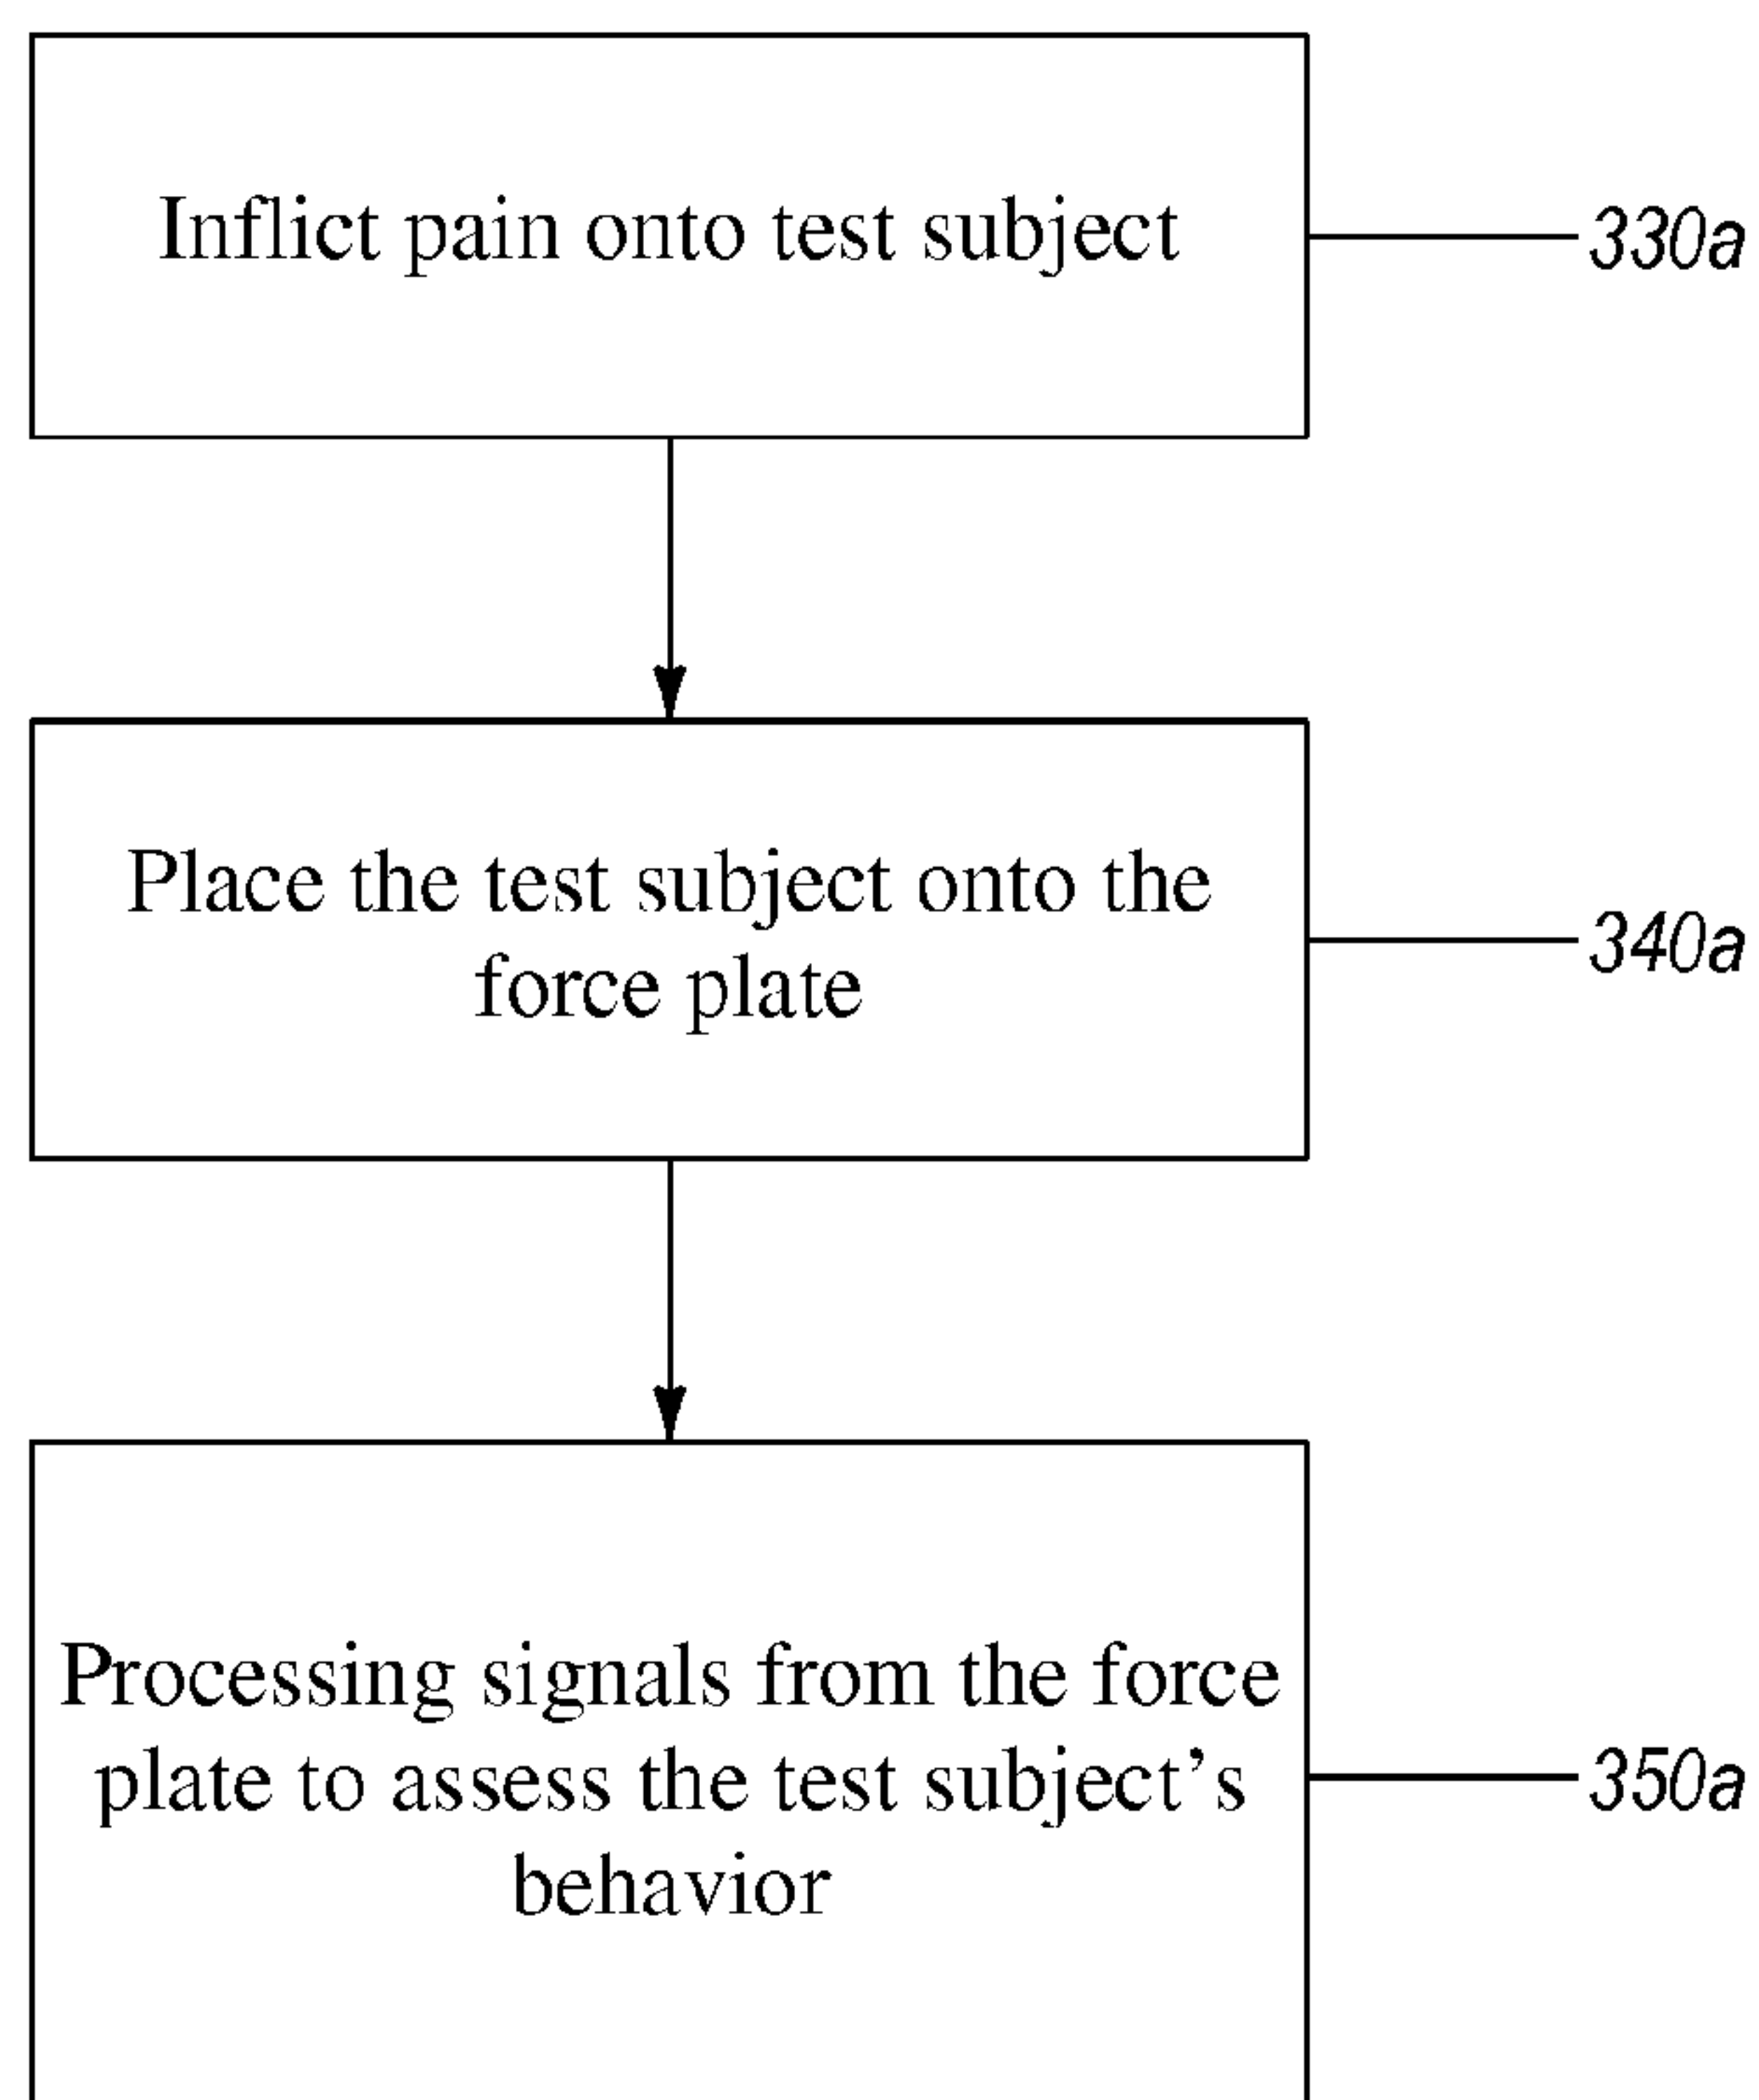 Inflict pain onto test subject
330a
Place the test subject onto the
force plate
340a
Processing signals from the force
plate to assess the test subject’s
behavior
350a